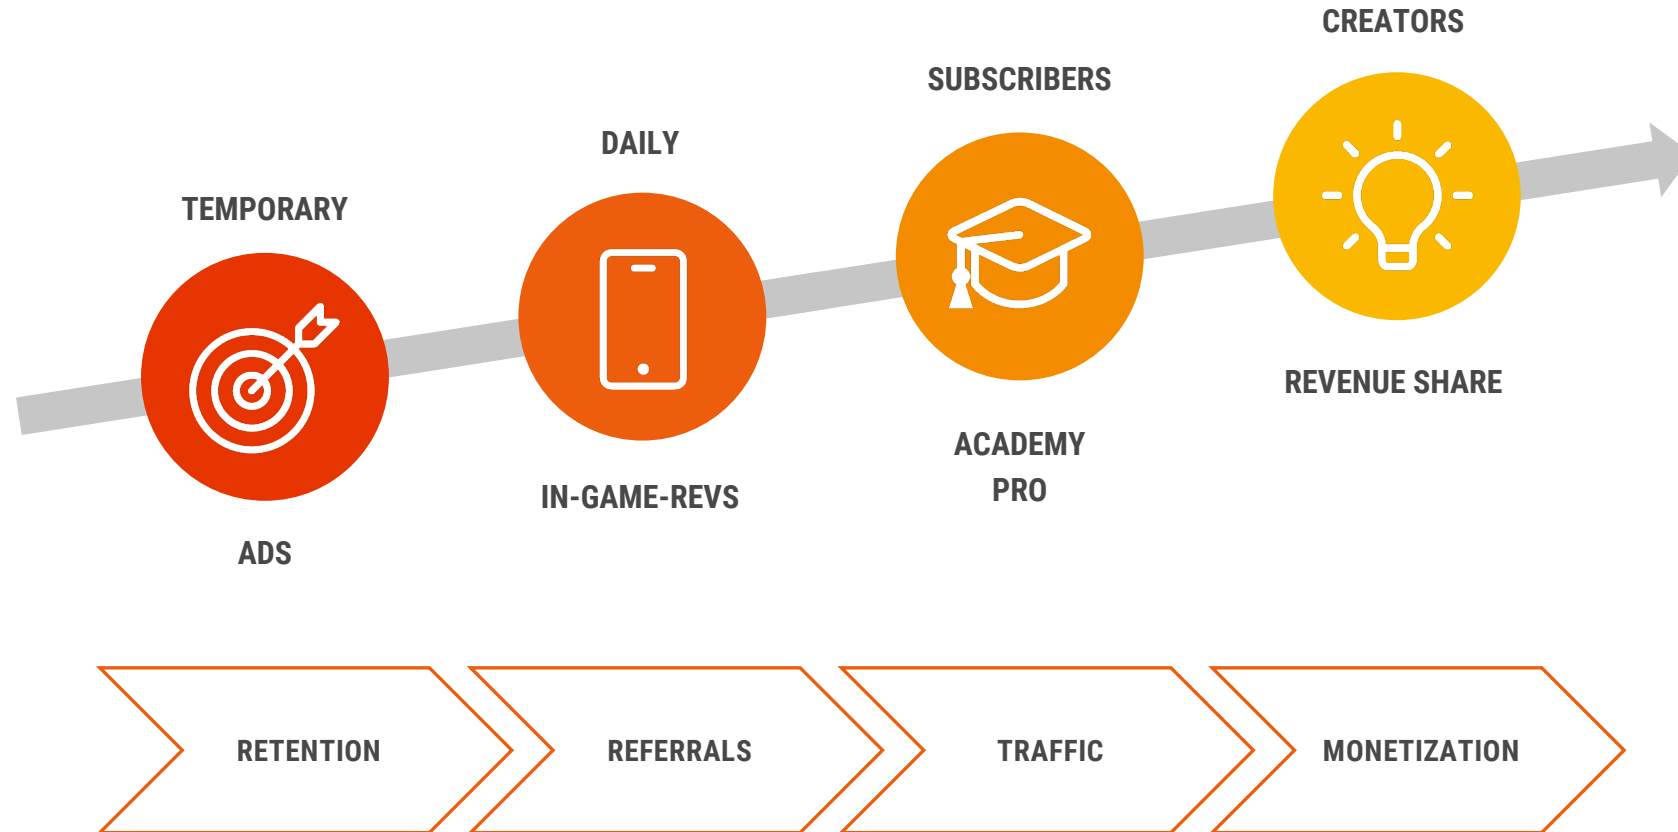 TEMPORARY
ADS
DAILY
IN-GAME-REVS
SUBSCRIBERS
ACADEMY
PRO
CREATORS
REVENUE SHARE
RETENTION
REFERRALS
TRAFFIC
MONETIZATION